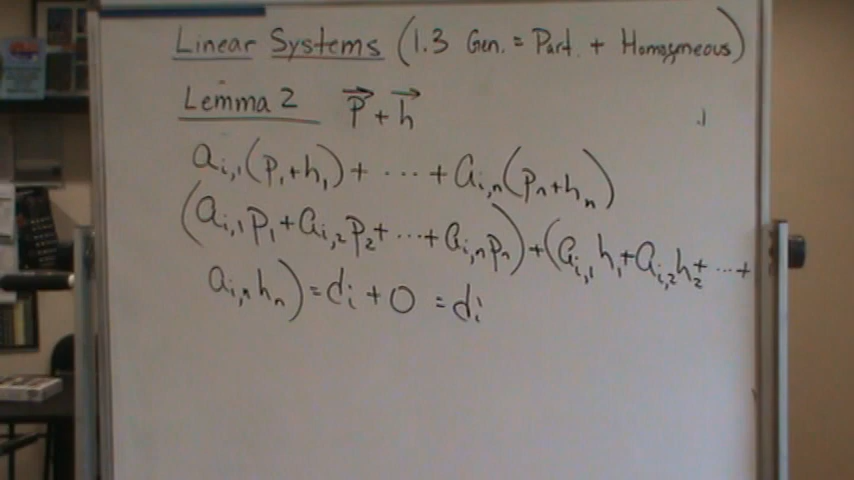 Linear Systems (1.3 Gen. = Part. + Homogeneous)
Lemma 2 p⃗ + h⃗
a_{i,1}(p_1+h_1) + ⋯ + a_{i,n}(p_n+h_n)
(a_{i,1}p_1 + a_{i,2}p_2 + ⋯ + a_{i,n}p_n) + (a_{i,1}h_1 + a_{i,2}h_2 + ⋯ +
a_{i,n}h_n) = d_i + 0 = d_i